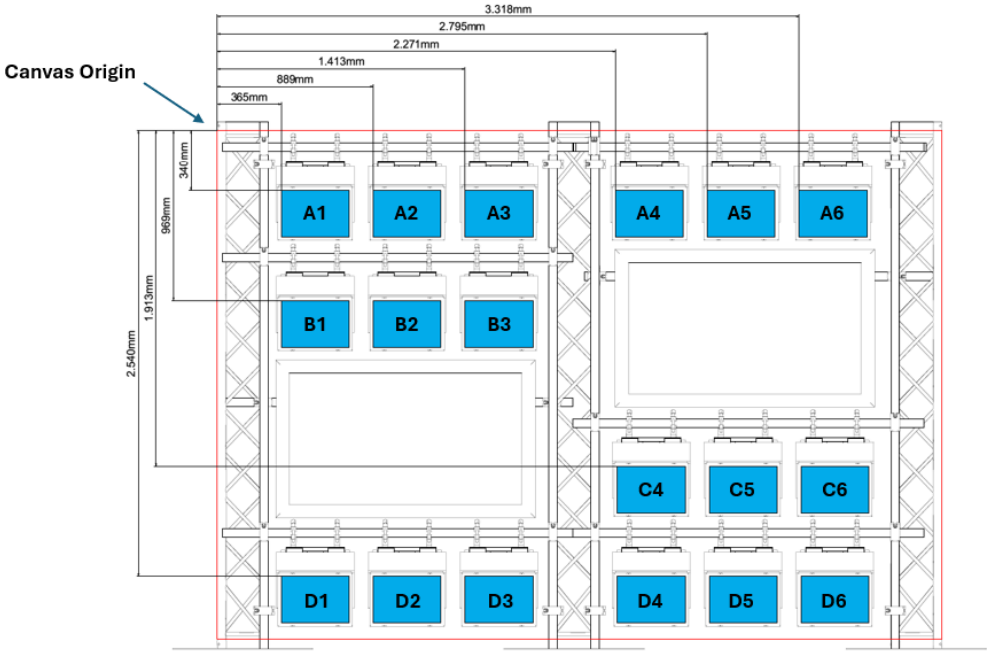 3.318mm
2.795mm
2.271mm
1.413mm
889mm
365mm
Canvas Origin
340mm
969mm
1.913mm
2.540mm
A1 A2 A3 A4 A5 A6
B1 B2 B3
C4 C5 C6
D1 D2 D3 D4 D5 D6